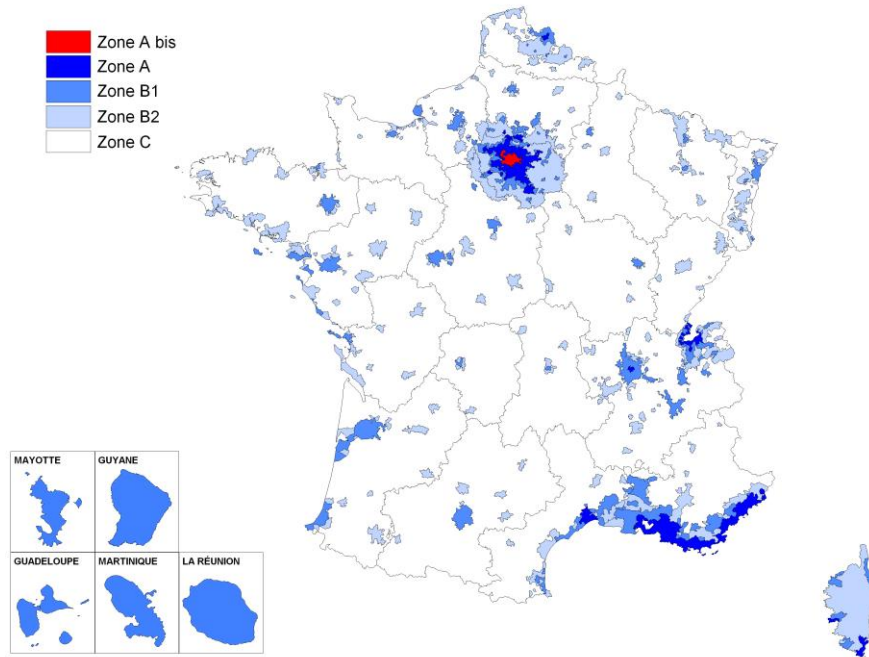 Zone A bis
Zone A
Zone B1
Zone B2
Zone C
MAYOTTE
GUYANE
GUADELOUPE
MARTINIQUE
LA RÉUNION